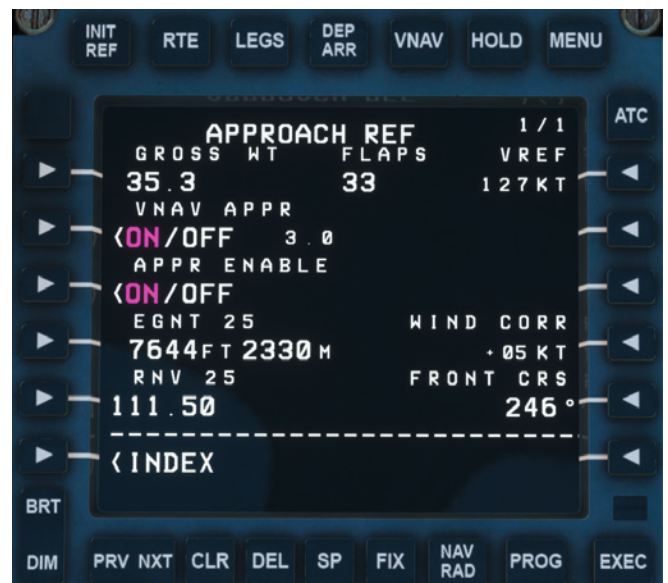 INIT REF RTE LEGS DEP ARR VNAV HOLD MENU
ATC
APPROACH REF 1/1
GROSS WT FLAPS VREF
35.3 33 127KT
VNAV APPR
<ON/OFF 3.0
APPR ENABLE
<ON/OFF
EGNT 25 WIND CORR
7644FT 2330M +05KT
RNV 25 FRONT CRS
111.50 246°
<INDEX
BRT
DIM PRV NXT CLR DEL SP FIX NAV RAD PROG EXEC